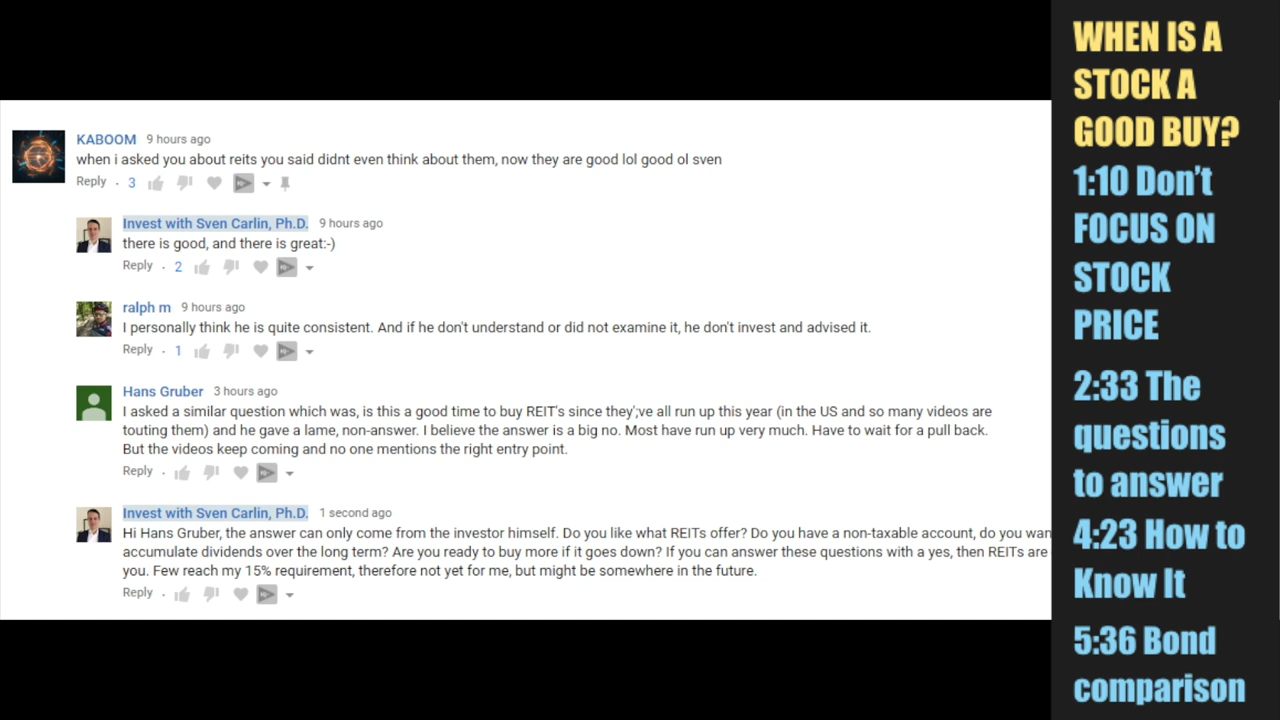 KABOOM 9 hours ago
when i asked you about reits you said didnt even think about them, now they are good lol good ol sven
Reply · 3
Invest with Sven Carlin, Ph.D. 9 hours ago
there is good, and there is great:-)
Reply · 2
ralph m 9 hours ago
I personally think he is quite consistent. And if he don't understand or did not examine it, he don't invest and advised it.
Reply · 1
Hans Gruber 3 hours ago
I asked a similar question which was, is this a good time to buy REIT's since they';ve all run up this year (in the US and so many videos are
touting them) and he gave a lame, non-answer. I believe the answer is a big no. Most have run up very much. Have to wait for a pull back.
But the videos keep coming and no one mentions the right entry point.
Reply ·
Invest with Sven Carlin, Ph.D. 1 second ago
Hi Hans Gruber, the answer can only come from the investor himself. Do you like what REITs offer? Do you have a non-taxable account, do you wan
accumulate dividends over the long term? Are you ready to buy more if it goes down? If you can answer these questions with a yes, then REITs are
you. Few reach my 15% requirement, therefore not yet for me, but might be somewhere in the future.
Reply ·
WHEN IS A
STOCK A
GOOD BUY?
1:10 Don't
FOCUS ON
STOCK
PRICE
2:33 The
questions
to answer
4:23 How to
Know It
5:36 Bond
comparison